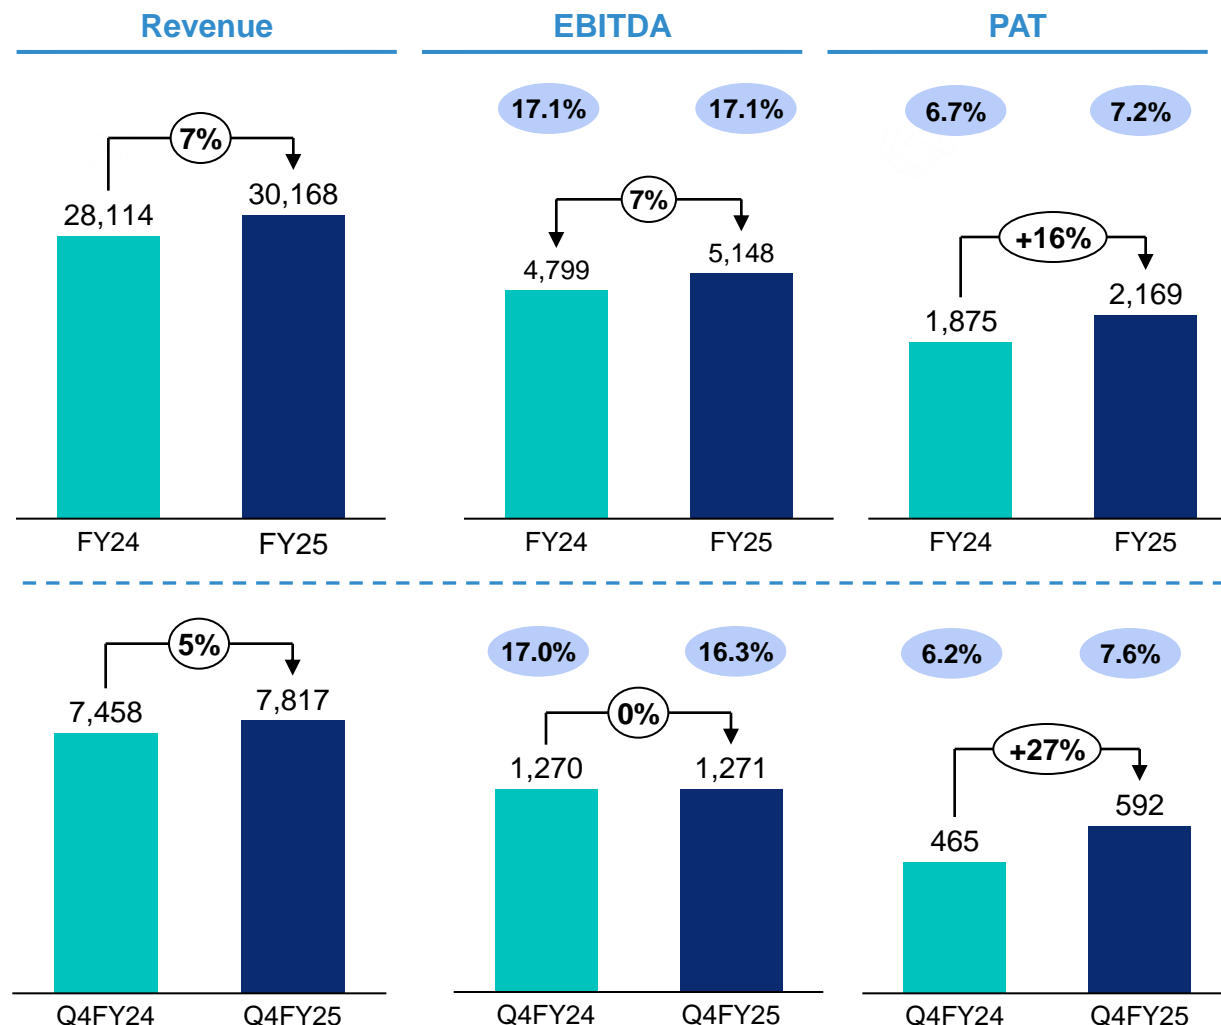 Revenue
EBITDA
PAT
17.1%
17.1%
6.7%
7.2%
7%
7%
+16%
28,114
30,168
4,799
5,148
1,875
2,169
FY24
FY25
FY24
FY25
FY24
FY25
5%
17.0%
16.3%
6.2%
7.6%
0%
+27%
7,458
7,817
1,270
1,271
465
592
Q4FY24
Q4FY25
Q4FY24
Q4FY25
Q4FY24
Q4FY25